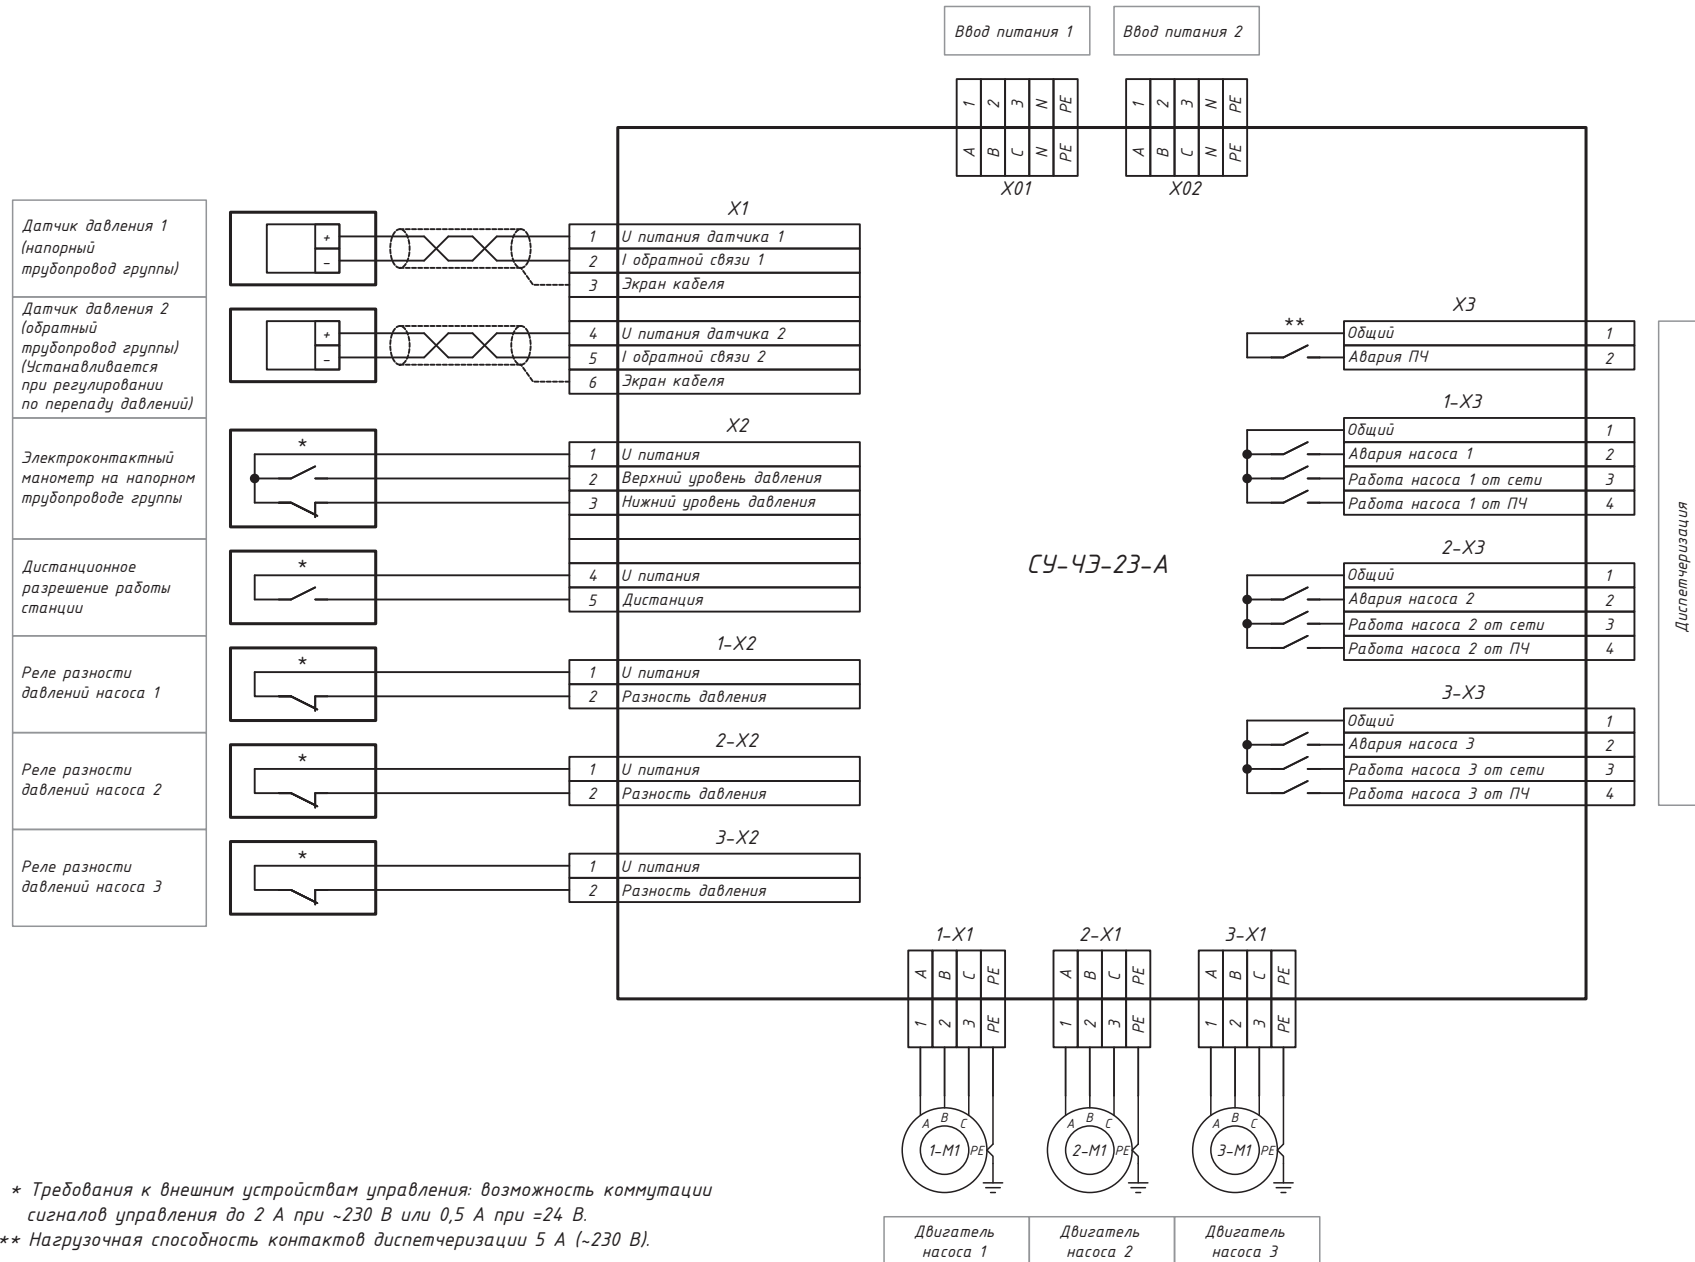 Ввод питания 1
Ввод питания 2
1 2 3 N PE
A B C N PE
X01
1 2 3 N PE
A B C N PE
X02
Датчик давления 1
(напорный
трубопровод группы)
Датчик давления 2
(обратный
трубопровод группы)
(Устанавливается
при регулировании
по перепаду давлений)
Электроконтактный
манометр на напорном
трубопроводе группы
Дистанционное
разрешение работы
станции
Реле разности
давлений насоса 1
Реле разности
давлений насоса 2
Реле разности
давлений насоса 3
+
-
+
-
*
*
*
*
*
X1
1 U питания датчика 1
2 I обратной связи 1
3 Экран кабеля
4 U питания датчика 2
5 I обратной связи 2
6 Экран кабеля
X2
1 U питания
2 Верхний уровень давления
3 Нижний уровень давления
4 U питания
5 Дистанция
1-X2
1 U питания
2 Разность давления
2-X2
1 U питания
2 Разность давления
3-X2
1 U питания
2 Разность давления
СУ-ЧЭ-23-А
X3
**
Общий 1
Авария ПЧ 2
1-X3
Общий 1
Авария насоса 1 2
Работа насоса 1 от сети 3
Работа насоса 1 от ПЧ 4
2-X3
Общий 1
Авария насоса 2 2
Работа насоса 2 от сети 3
Работа насоса 2 от ПЧ 4
3-X3
Общий 1
Авария насоса 3 2
Работа насоса 3 от сети 3
Работа насоса 3 от ПЧ 4
Диспетчеризация
1-X1
A B C PE
1 2 3 PE
A B C
1-M1 PE
2-X1
A B C PE
1 2 3 PE
A B C
2-M1 PE
3-X1
A B C PE
1 2 3 PE
A B C
3-M1 PE
Двигатель
насоса 1
Двигатель
насоса 2
Двигатель
насоса 3
* Требования к внешним устройствам управления: возможность коммутации
сигналов управления до 2 А при ~230 В или 0,5 А при =24 В.
** Нагрузочная способность контактов диспетчеризации 5 А (~230 В).